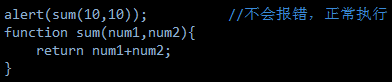 alert(sum(10,10));          //不会报错，正常执行
function sum(num1,num2){
    return num1+num2;
}